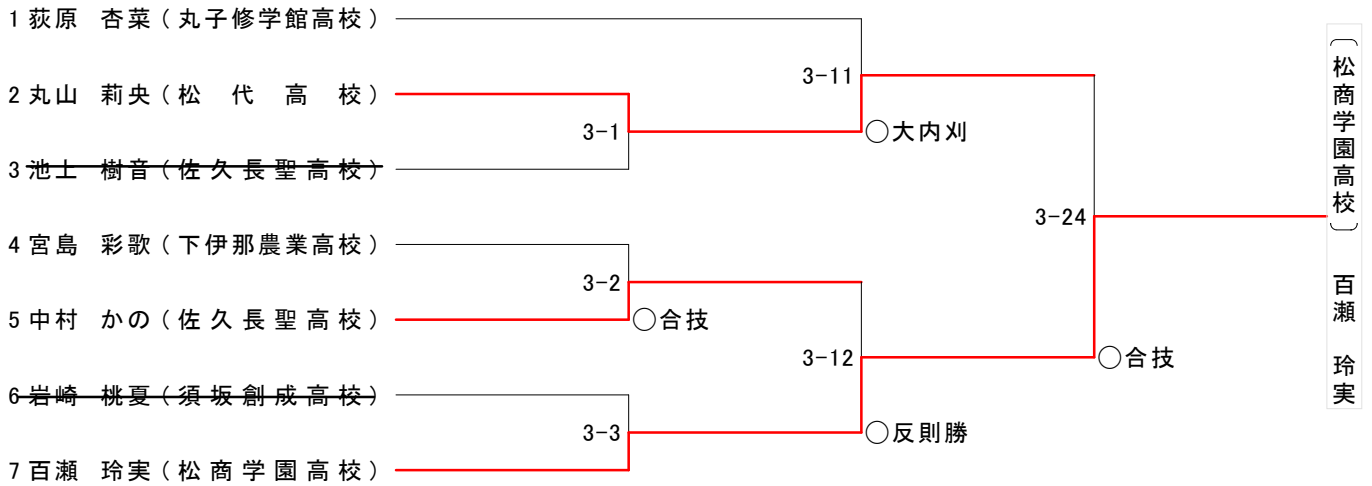 1 荻原 杏菜(丸子修学館高校)
3-11
2 丸山 莉央(松代高校)
3-1
○大内刈
3 池上 樹音(佐久長聖高校)
3-24
4 宮島 彩歌(下伊那農業高校)
3-2
5 中村 かの(佐久長聖高校)
○合技
3-12
○合技
6 岩崎 桃夏(須坂創成高校)
3-3
○反則勝
7 百瀬 玲実(松商学園高校)
(松商学園高校) 百瀬 玲実